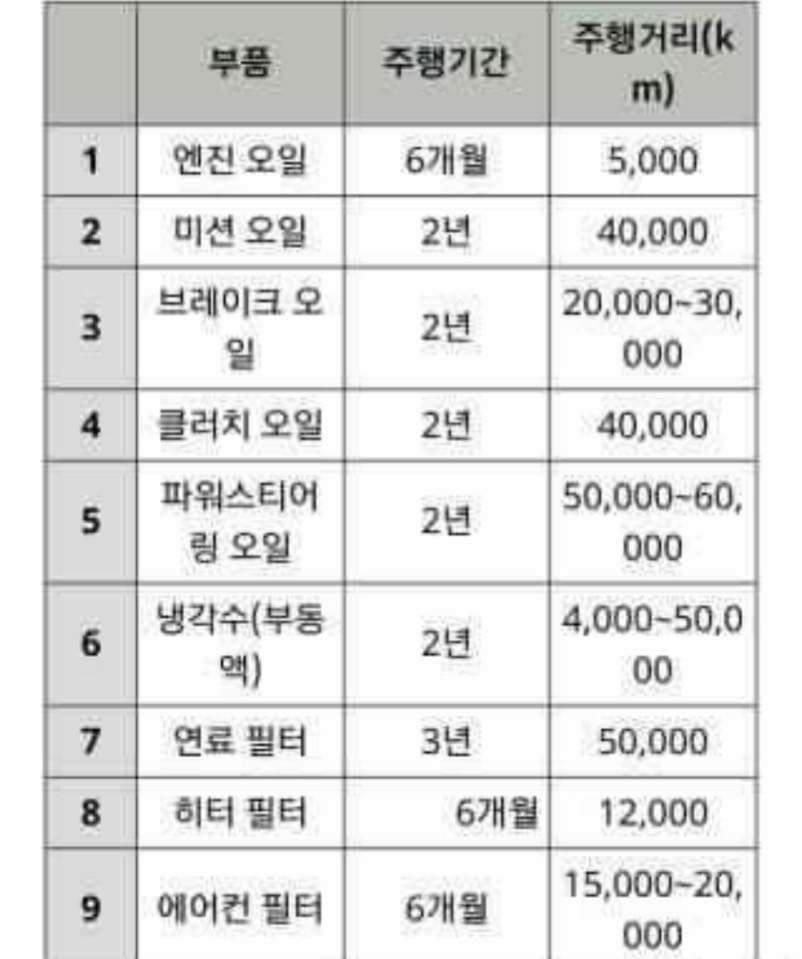 부품 주행기간 주행거리(k
m)
1 엔진 오일 6개월 5,000
2 미션 오일 2년 40,000
3 브레이크 오 2년 20,000~30,
일 000
4 클러치 오일 2년 40,000
5 파워스티어 2년 50,000~60,
링 오일 000
6 냉각수(부동 2년 4,000~50,0
액) 00
7 연료 필터 3년 50,000
8 히터 필터 6개월 12,000
9 에어컨 필터 6개월 15,000~20,
000